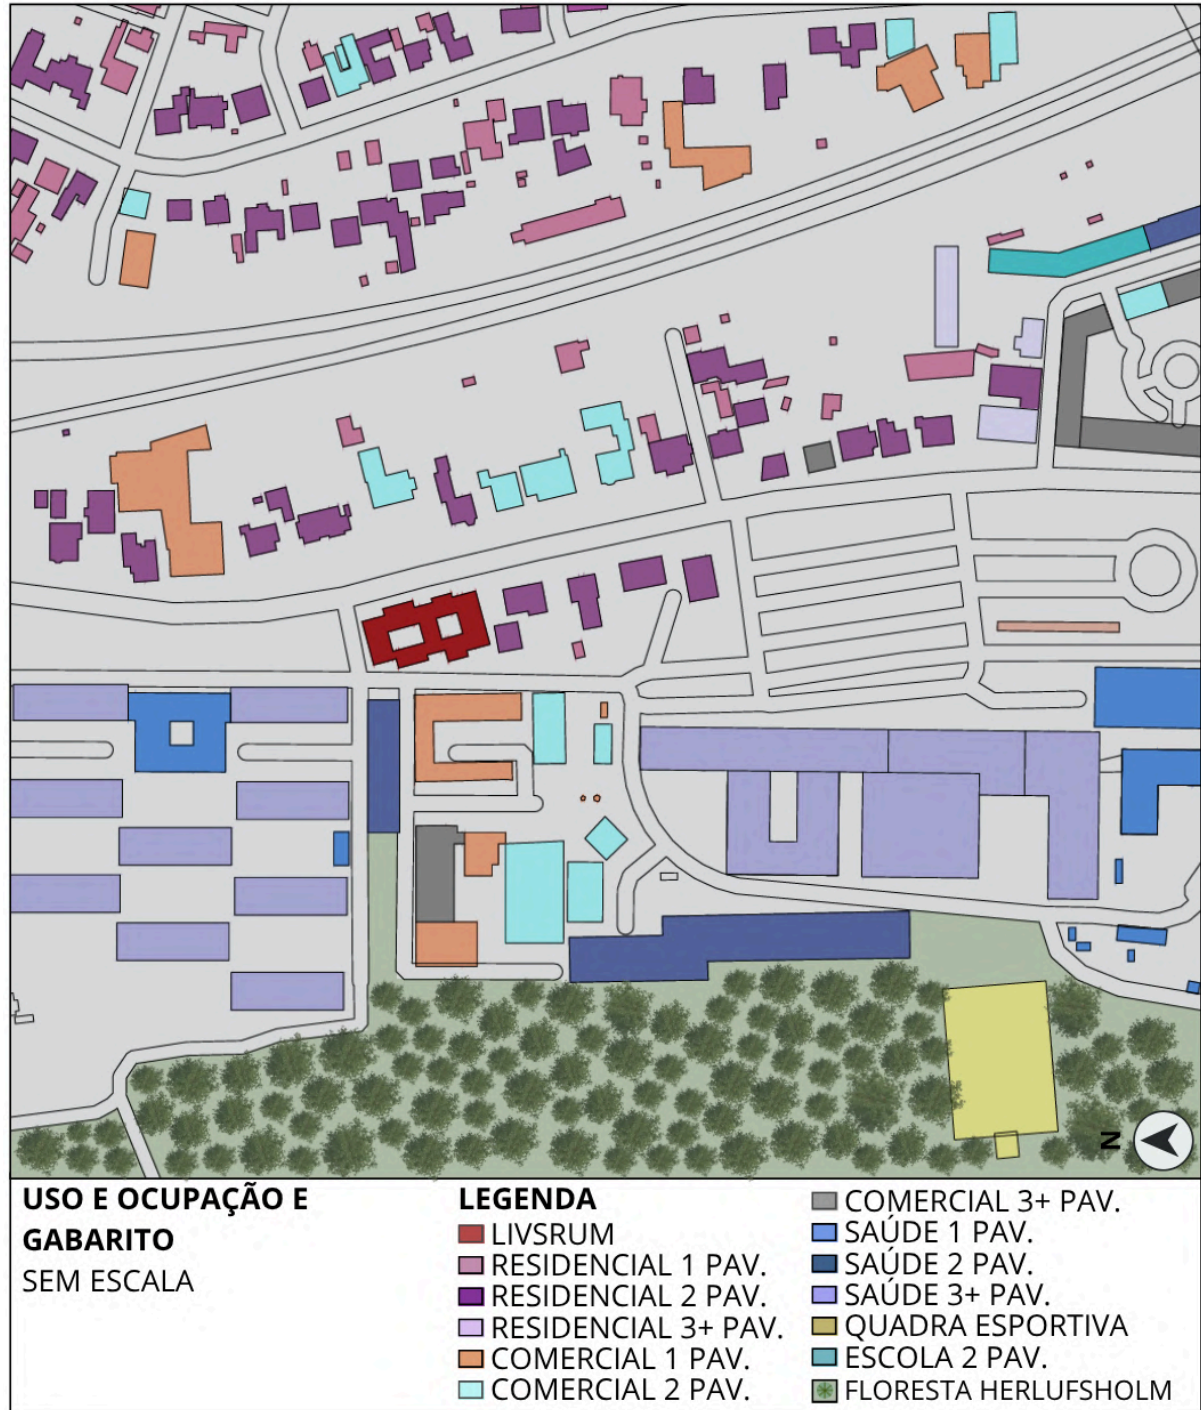 N
USO E OCUPAÇÃO E
GABARITO
SEM ESCALA
LEGENDA
LIVSRUM
RESIDENCIAL 1 PAV.
RESIDENCIAL 2 PAV.
RESIDENCIAL 3+ PAV.
COMERCIAL 1 PAV.
COMERCIAL 2 PAV.
COMERCIAL 3+ PAV.
SAÚDE 1 PAV.
SAÚDE 2 PAV.
SAÚDE 3+ PAV.
QUADRA ESPORTIVA
ESCOLA 2 PAV.
FLORESTA HERLUFSHOLM